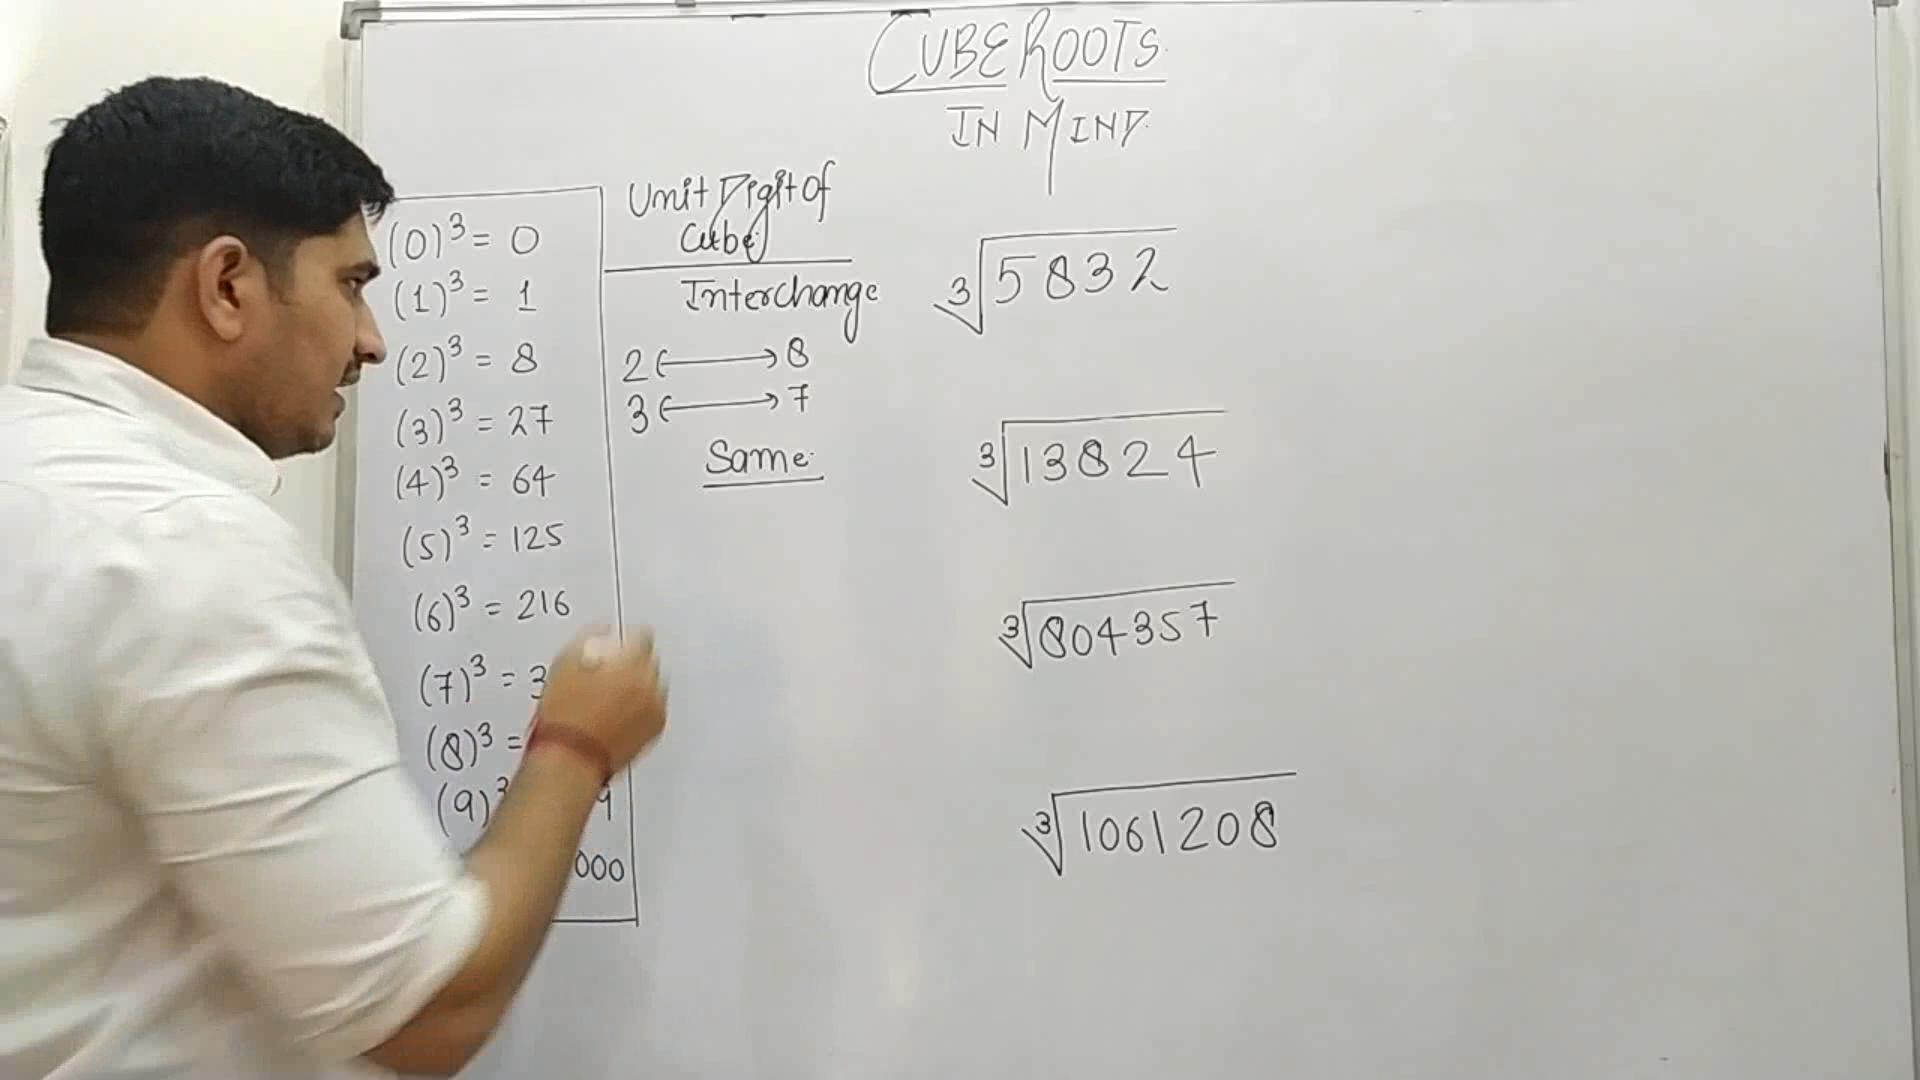 CUBE ROOTS
IN MIND
(0)³ = 0
(1)³ = 1
(2)³ = 8
(3)³ = 27
(4)³ = 64
(5)³ = 125
(6)³ = 216
(7)³ = 3
(8)³ =
(9)³ 9
000
Unit Digit Of
Cube
Interchange
2 ⟷ 8
3 ⟷ 7
Same
³√5832
³√13824
³√804357
³√1061208